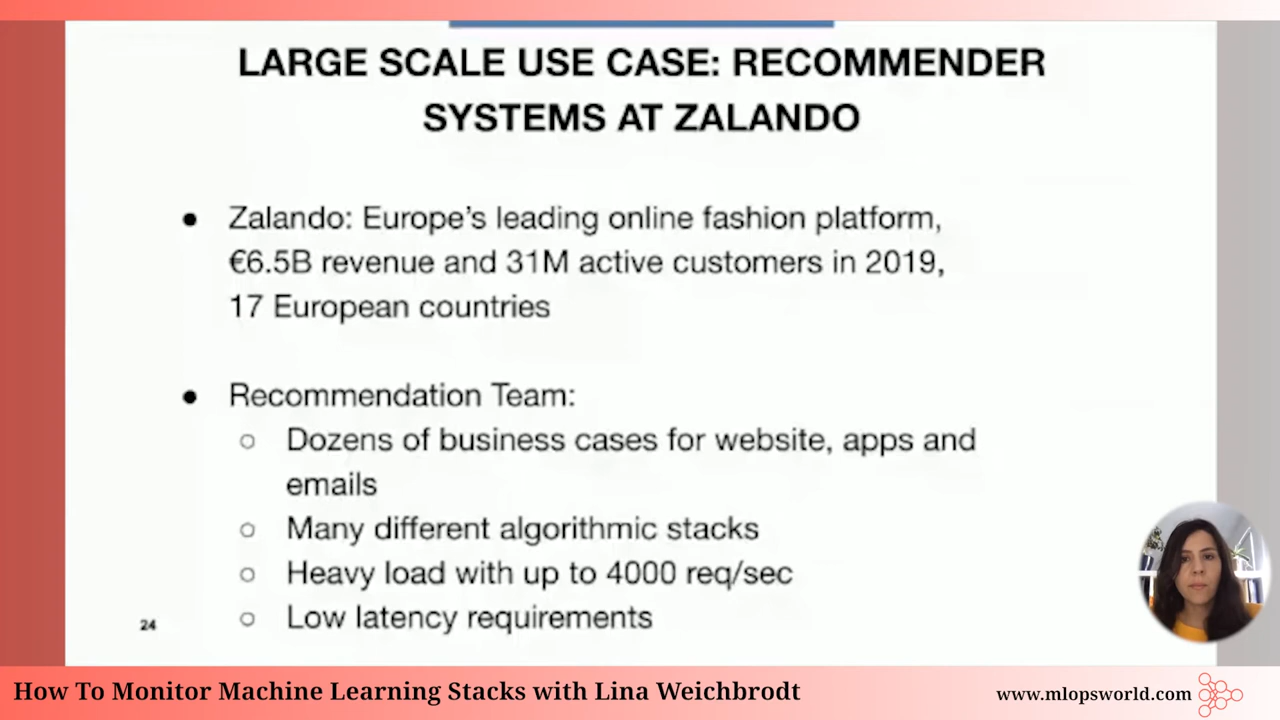 LARGE SCALE USE CASE: RECOMMENDER
SYSTEMS AT ZALANDO
● Zalando: Europe's leading online fashion platform,
€6.5B revenue and 31M active customers in 2019,
17 European countries
● Recommendation Team:
○ Dozens of business cases for website, apps and
emails
○ Many different algorithmic stacks
○ Heavy load with up to 4000 req/sec
○ Low latency requirements
24
How To Monitor Machine Learning Stacks with Lina Weichbrodt
www.mlopsworld.com